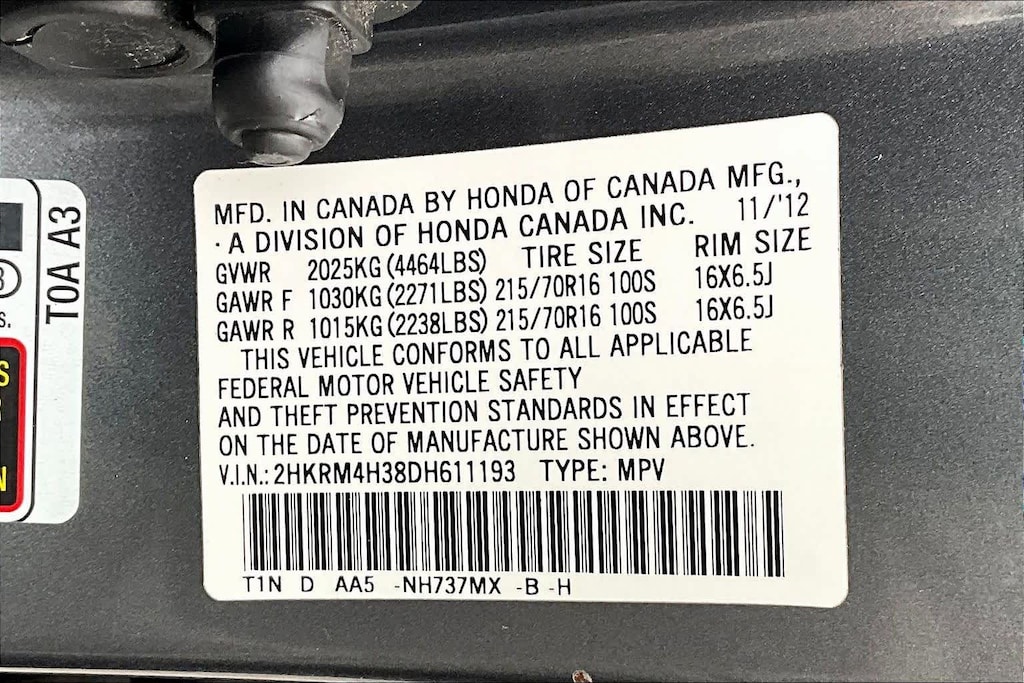 MFD. IN CANADA BY HONDA OF CANADA MFG.,
· A DIVISION OF HONDA CANADA INC. 11/'12
GVWR 2025KG (4464LBS) TIRE SIZE RIM SIZE
GAWR F 1030KG (2271LBS) 215/70R16 100S 16X6.5J
GAWR R 1015KG (2238LBS) 215/70R16 100S 16X6.5J
THIS VEHICLE CONFORMS TO ALL APPLICABLE
FEDERAL MOTOR VEHICLE SAFETY
AND THEFT PREVENTION STANDARDS IN EFFECT
ON THE DATE OF MANUFACTURE SHOWN ABOVE.
V.I.N.: 2HKRM4H38DH611193 TYPE: MPV
T1N D AA5 -NH737MX -B -H
T0A A3